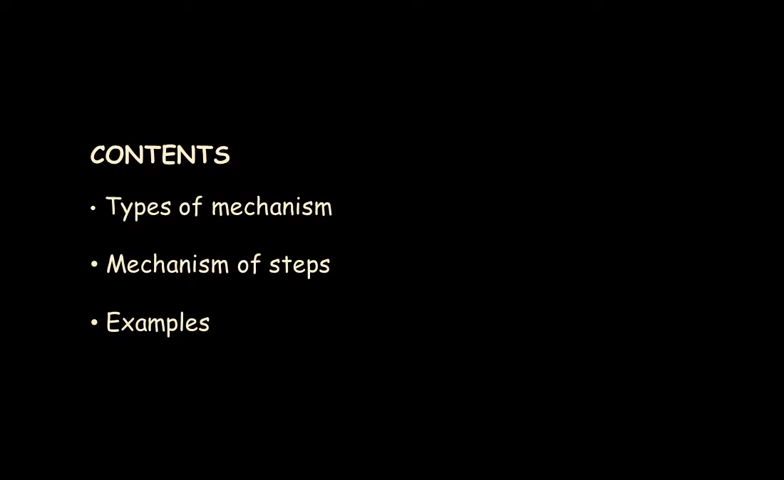 CONTENTS
• Types of mechanism
• Mechanism of steps
• Examples